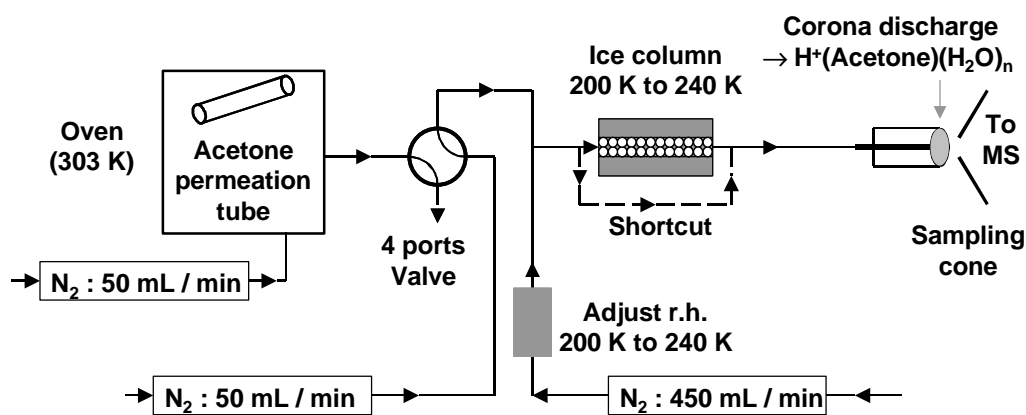 Corona discharge
→ H⁺(Acetone)(H₂O)ₙ
Ice column
200 K to 240 K
Oven
(303 K)
Acetone
permeation
tube
To
MS
Shortcut
4 ports
Valve
Sampling
cone
N₂ : 50 mL / min
Adjust r.h.
200 K to 240 K
N₂ : 50 mL / min
N₂ : 450 mL / min